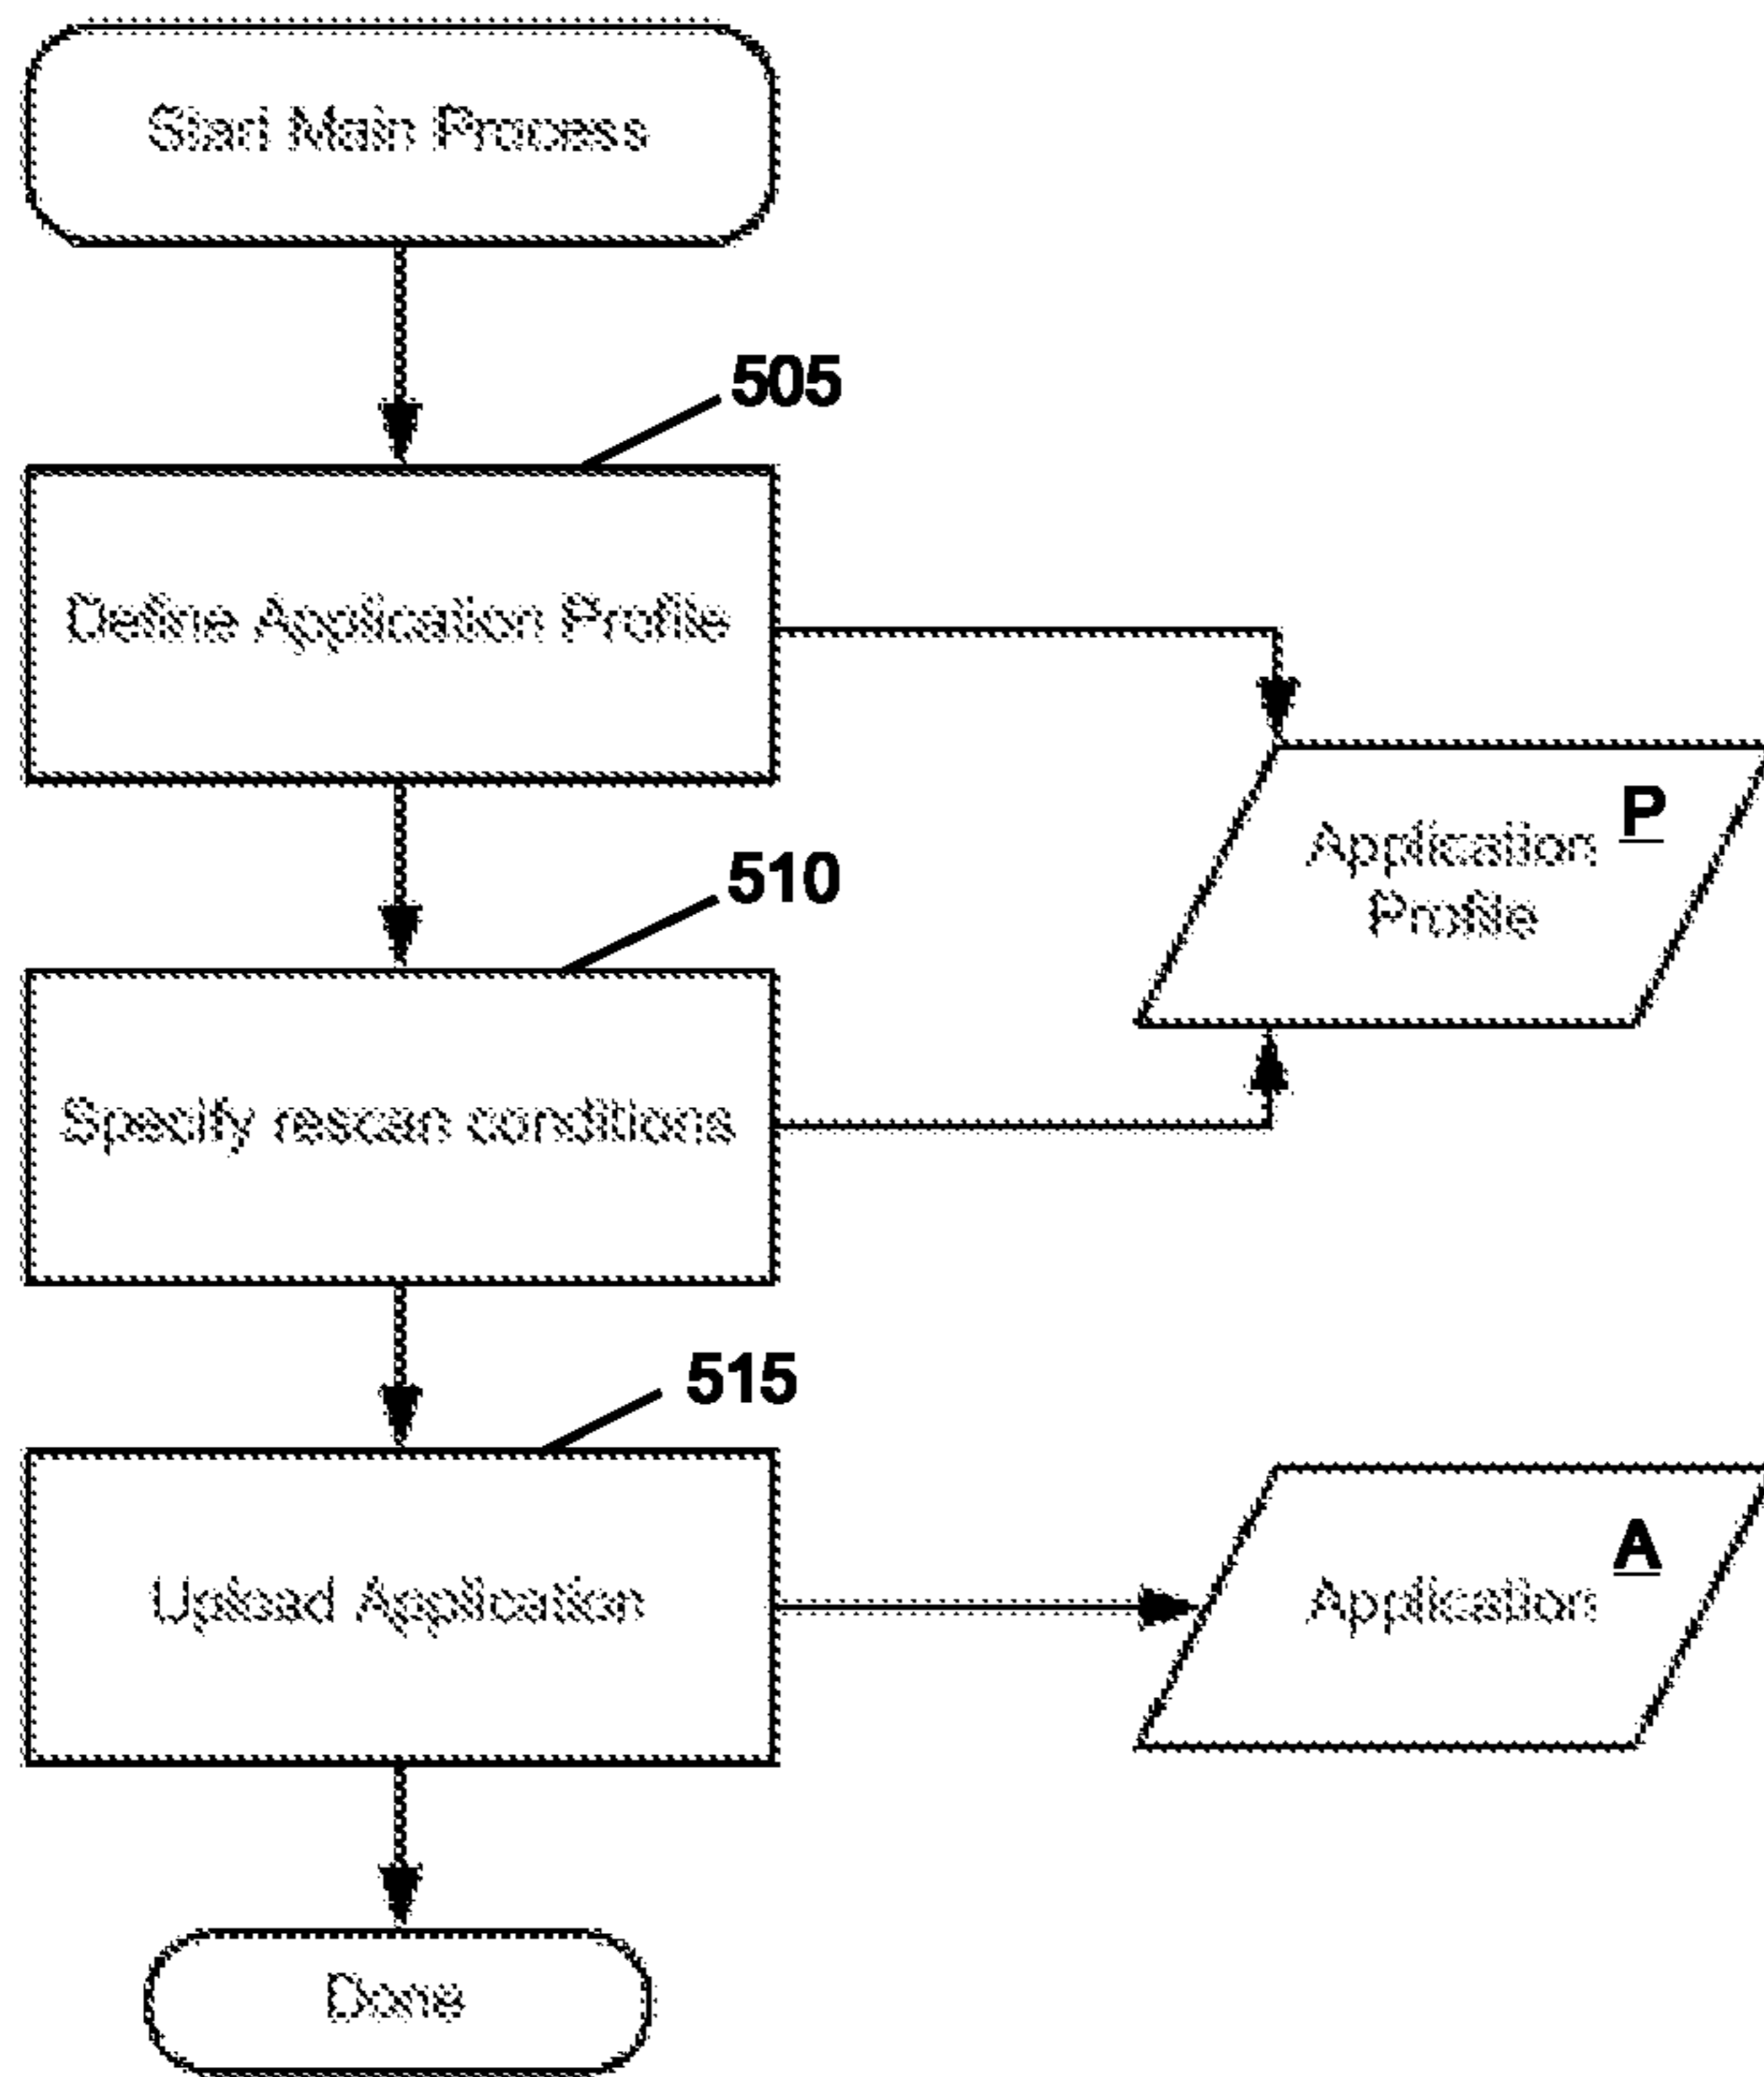 Start Main Process
505
Define Application Profile
P
Application
Profile
510
Specify rescan conditions
515
Upload Application
A
Application
Done